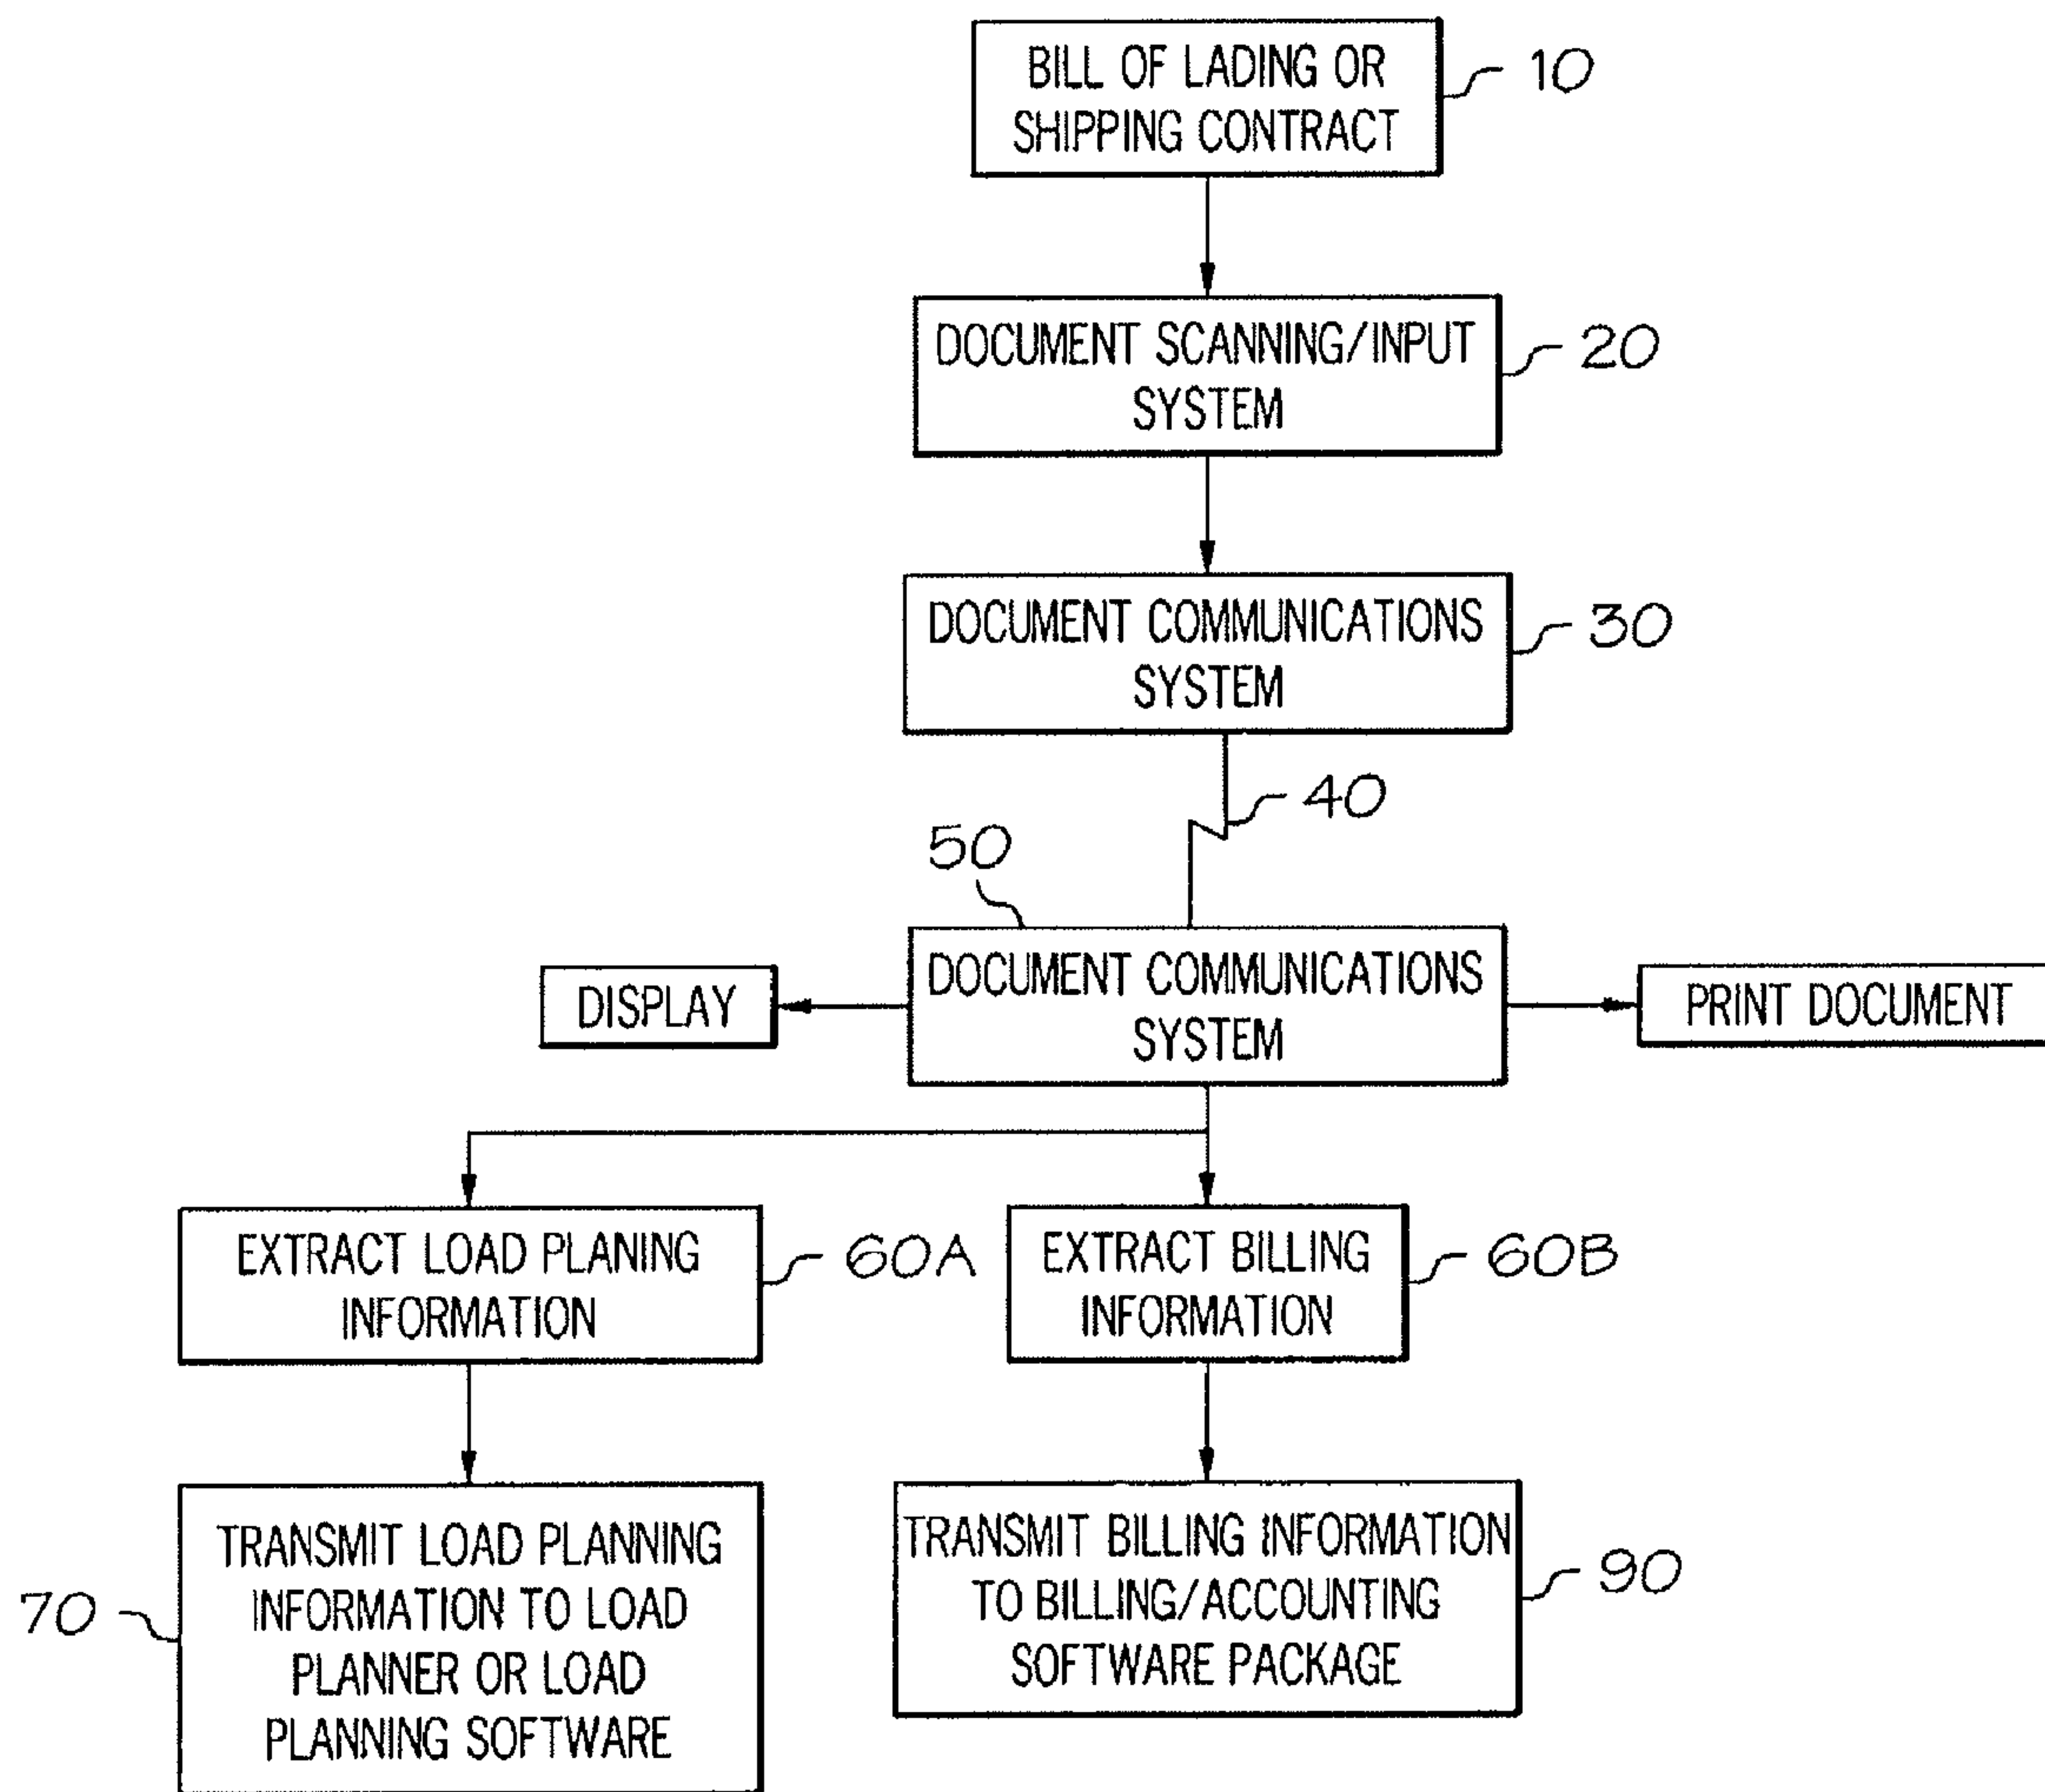 BILL OF LADING OR
SHIPPING CONTRACT
10
DOCUMENT SCANNING/INPUT
SYSTEM
20
DOCUMENT COMMUNICATIONS
SYSTEM
30
40
50
DOCUMENT COMMUNICATIONS
SYSTEM
DISPLAY
PRINT DOCUMENT
EXTRACT LOAD PLANING
INFORMATION
60A
EXTRACT BILLING
INFORMATION
60B
TRANSMIT LOAD PLANNING
INFORMATION TO LOAD
PLANNER OR LOAD
PLANNING SOFTWARE
70
TRANSMIT BILLING INFORMATION
TO BILLING/ACCOUNTING
SOFTWARE PACKAGE
90